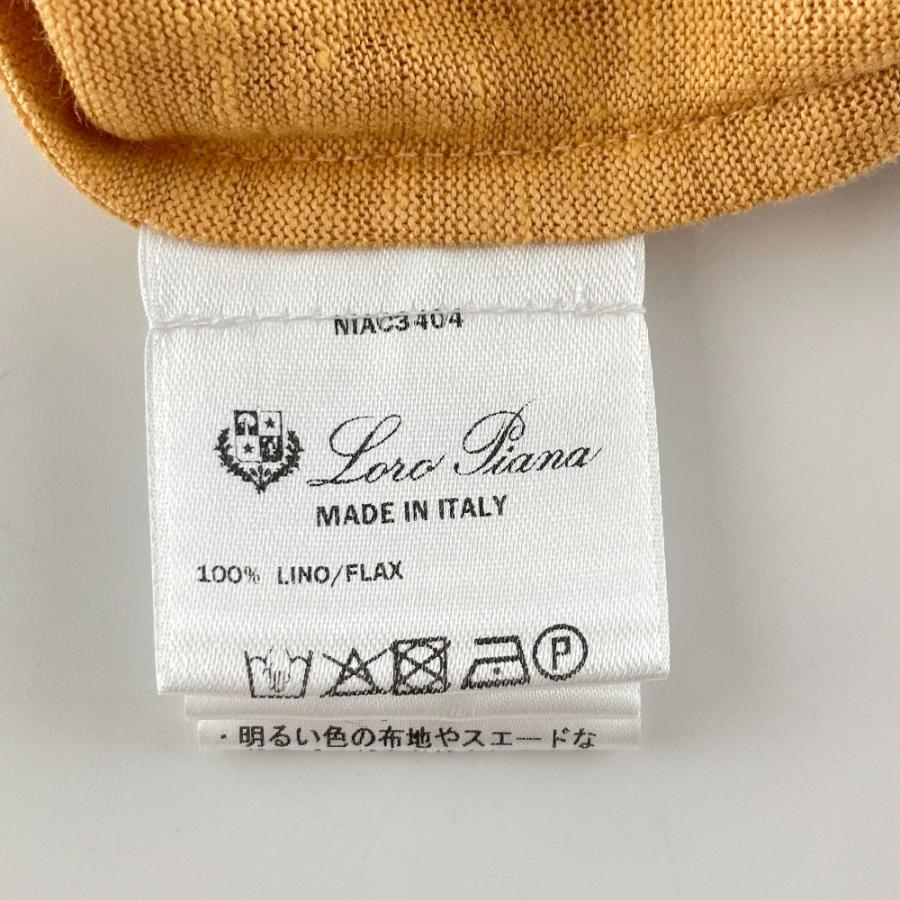 NIAC3404
Loro Piana
MADE IN ITALY
100% LINO/FLAX
P
・明るい色の布地やスエードな